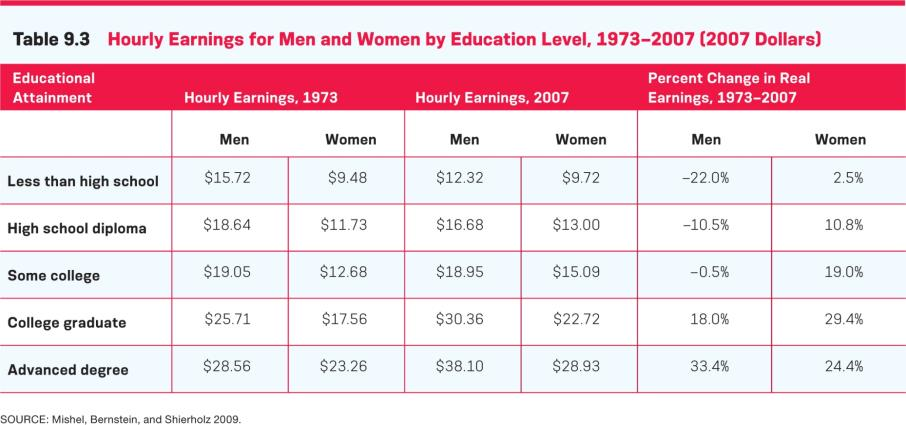 Table 9.3 Hourly Earnings for Men and Women by Education Level, 1973–2007 (2007 Dollars)
Educational Attainment Hourly Earnings, 1973 Hourly Earnings, 2007 Percent Change in Real Earnings, 1973–2007
Men Women Men Women Men Women
Less than high school $15.72 $9.48 $12.32 $9.72 –22.0% 2.5%
High school diploma $18.64 $11.73 $16.68 $13.00 –10.5% 10.8%
Some college $19.05 $12.68 $18.95 $15.09 –0.5% 19.0%
College graduate $25.71 $17.56 $30.36 $22.72 18.0% 29.4%
Advanced degree $28.56 $23.26 $38.10 $28.93 33.4% 24.4%
SOURCE: Mishel, Bernstein, and Shierholz 2009.